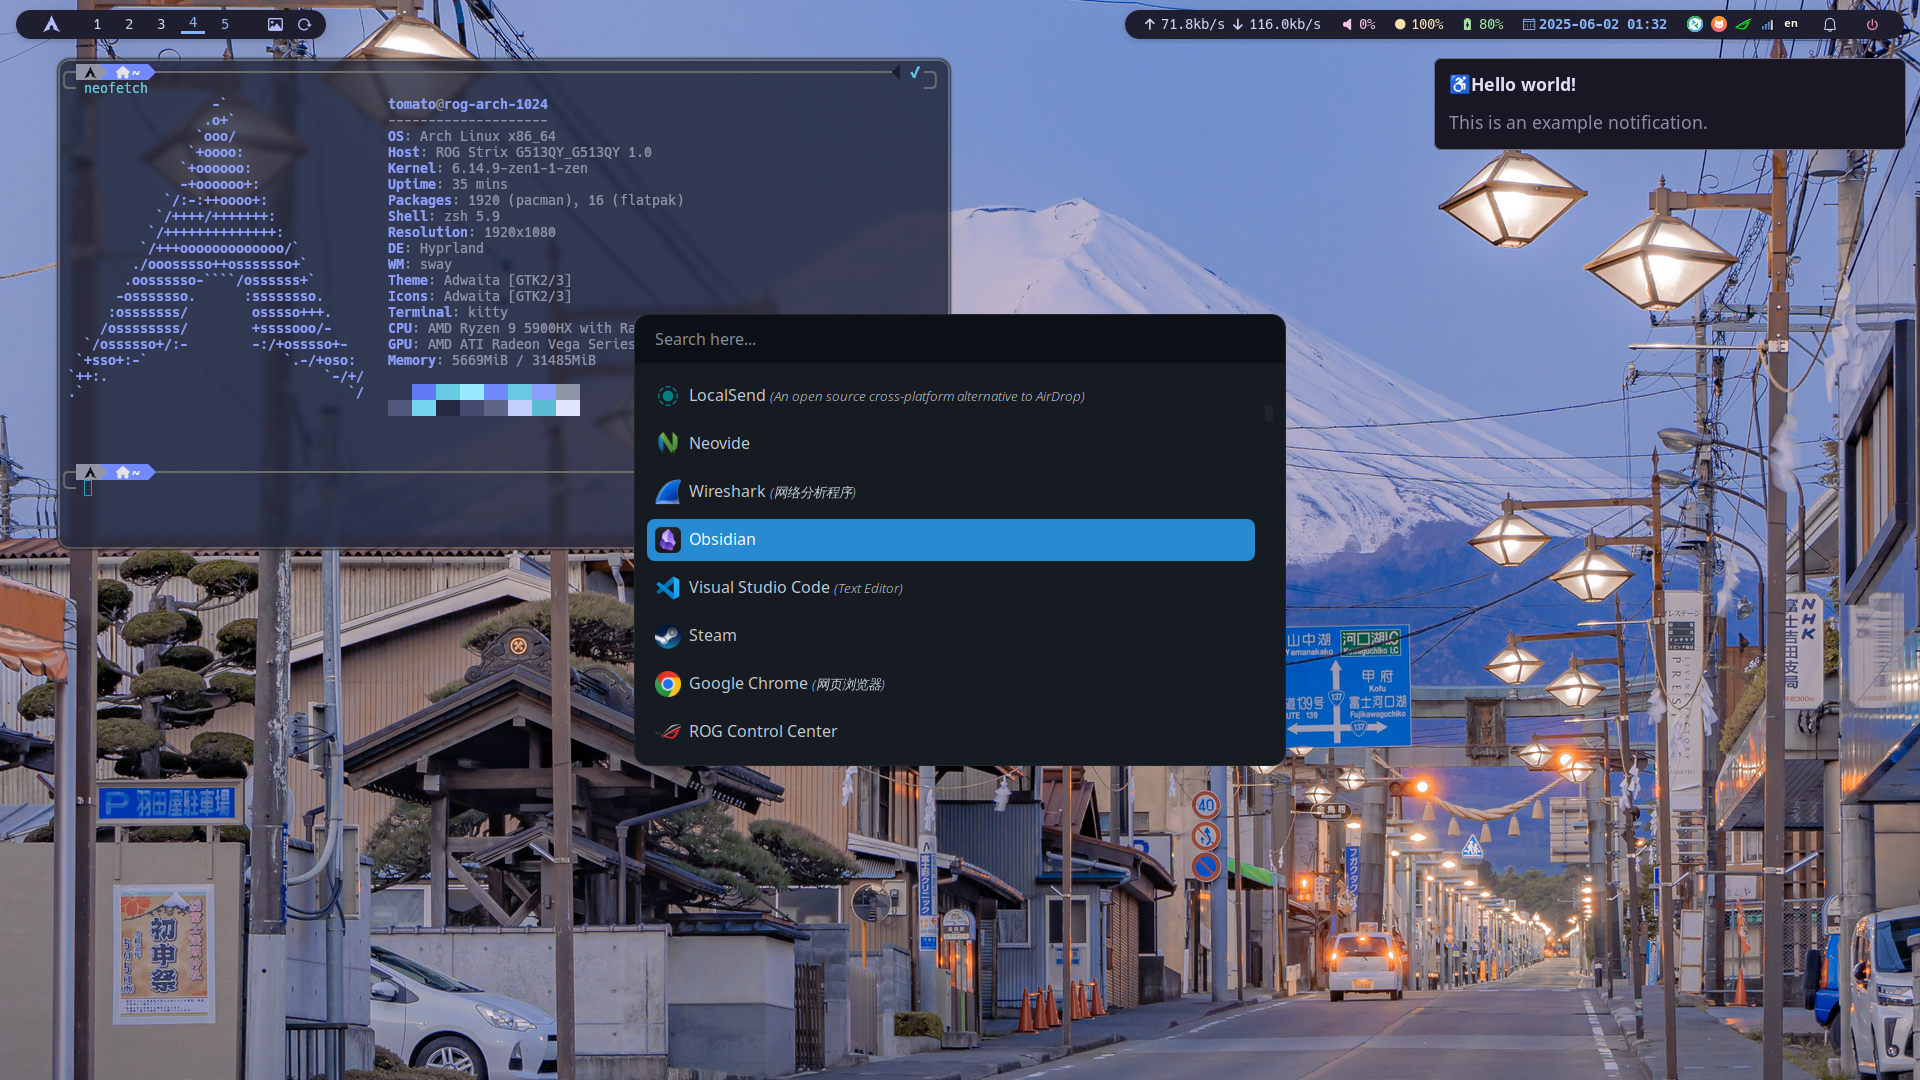 1 2 3 4 5
71.8kb/s 116.0kb/s 0% 100% 80% 2025-06-02 01:32 en
~
neofetch
tomato@rog-arch-1024
--------------------
OS: Arch Linux x86_64
Host: ROG Strix G513QY_G513QY 1.0
Kernel: 6.14.9-zen1-1-zen
Uptime: 35 mins
Packages: 1920 (pacman), 16 (flatpak)
Shell: zsh 5.9
Resolution: 1920x1080
DE: Hyprland
WM: sway
Theme: Adwaita [GTK2/3]
Icons: Adwaita [GTK2/3]
Terminal: kitty
CPU: AMD Ryzen 9 5900HX with Ra
GPU: AMD ATI Radeon Vega Series
Memory: 5669MiB / 31485MiB
~
Hello world!
This is an example notification.
Search here...
LocalSend (An open source cross-platform alternative to AirDrop)
Neovide
Wireshark (网络分析程序)
Obsidian
Visual Studio Code (Text Editor)
Steam
Google Chrome (网页浏览器)
ROG Control Center
山中湖 河口湖IC
Yamanakako Kawaguchiko I.C
甲府
Kofu
道139号 137 富士河口湖
UTE 139 Fujikawaguchiko
137
NHK
富士吉田支局
P 羽田屋駐車場
初申祭
40